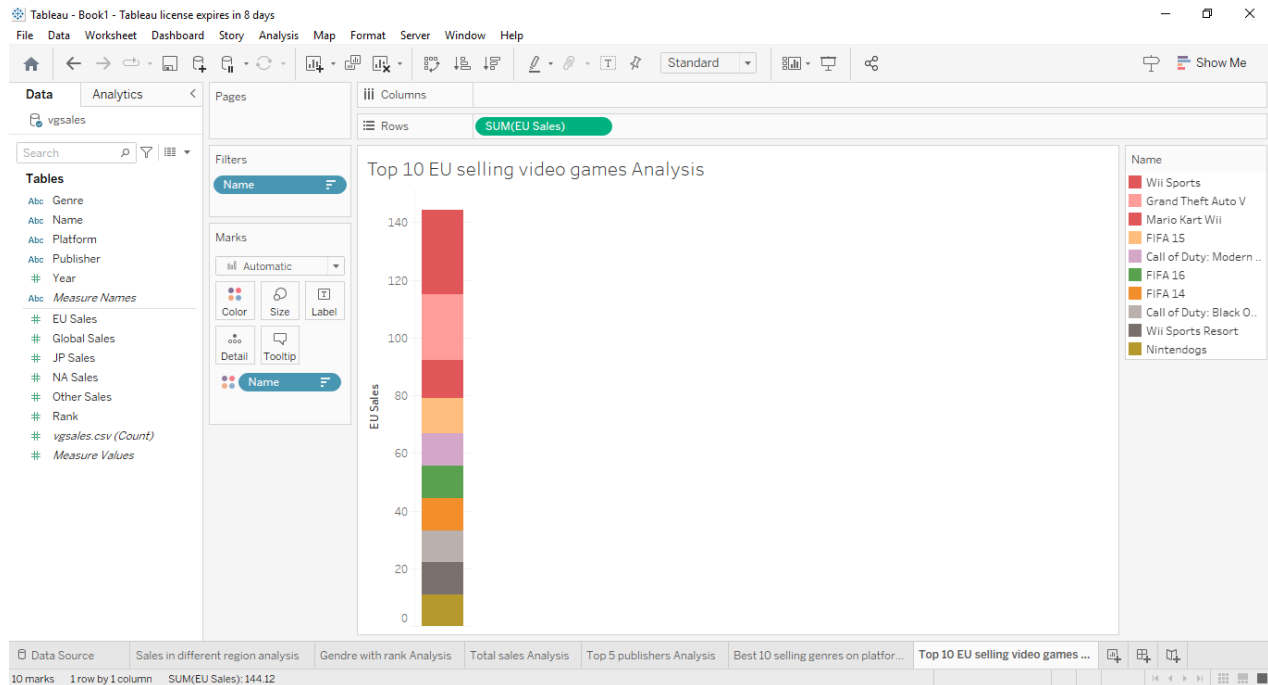 Tableau - Book1 - Tableau license expires in 8 days
File Data Worksheet Dashboard Story Analysis Map Format Server Window Help
Standard
Show Me
Data Analytics
vgsales
Search
Tables
Abc Genre
Abc Name
Abc Platform
Abc Publisher
# Year
Abc Measure Names
# EU Sales
# Global Sales
# JP Sales
# NA Sales
# Other Sales
# Rank
# vgsales.csv (Count)
# Measure Values
Pages
Filters
Name
Marks
Automatic
Color Size Label
Detail Tooltip
Name
Columns
Rows SUM(EU Sales)
Top 10 EU selling video games Analysis
140
120
100
80
60
40
20
0
EU Sales
Name
Wii Sports
Grand Theft Auto V
Mario Kart Wii
FIFA 15
Call of Duty: Modern ..
FIFA 16
FIFA 14
Call of Duty: Black O..
Wii Sports Resort
Nintendogs
Data Source Sales in different region analysis Gendre with rank Analysis Total sales Analysis Top 5 publishers Analysis Best 10 selling genres on platfor... Top 10 EU selling video games ...
10 marks 1 row by 1 column SUM(EU Sales): 144.12